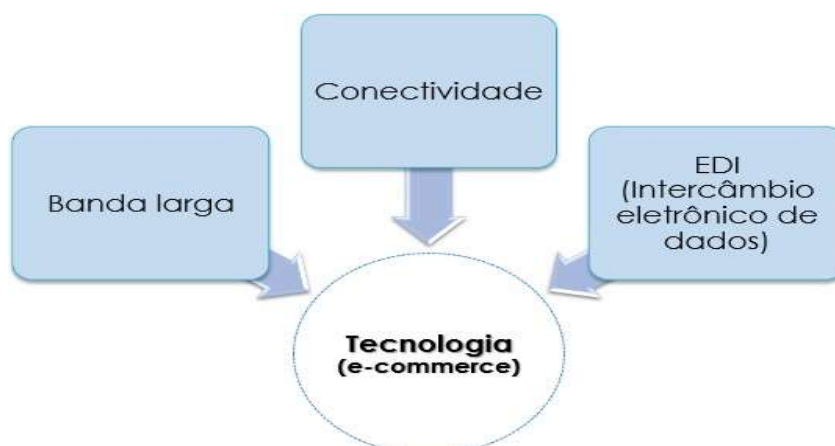 Conectividade
Banda larga
EDI
(Intercâmbio
eletrônico de
dados)
Tecnologia
(e-commerce)